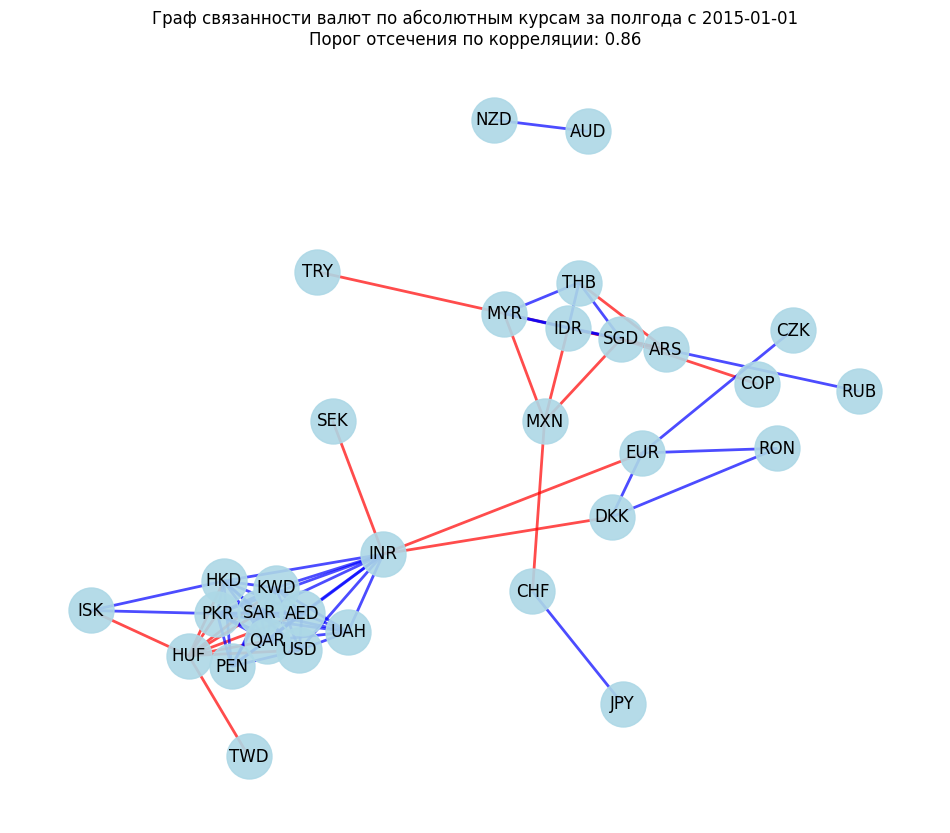 Граф связанности валют по абсолютным курсам за полгода с 2015-01-01
Порог отсечения по корреляции: 0.86
NZD
AUD
TRY
THB
MYR
IDR
SGD
ARS
CZK
COP
RUB
SEK
MXN
EUR
RON
DKK
INR
HKD
KWD
CHF
ISK
PKR
SAR
AED
UAH
QAR
USD
HUF
PEN
JPY
TWD